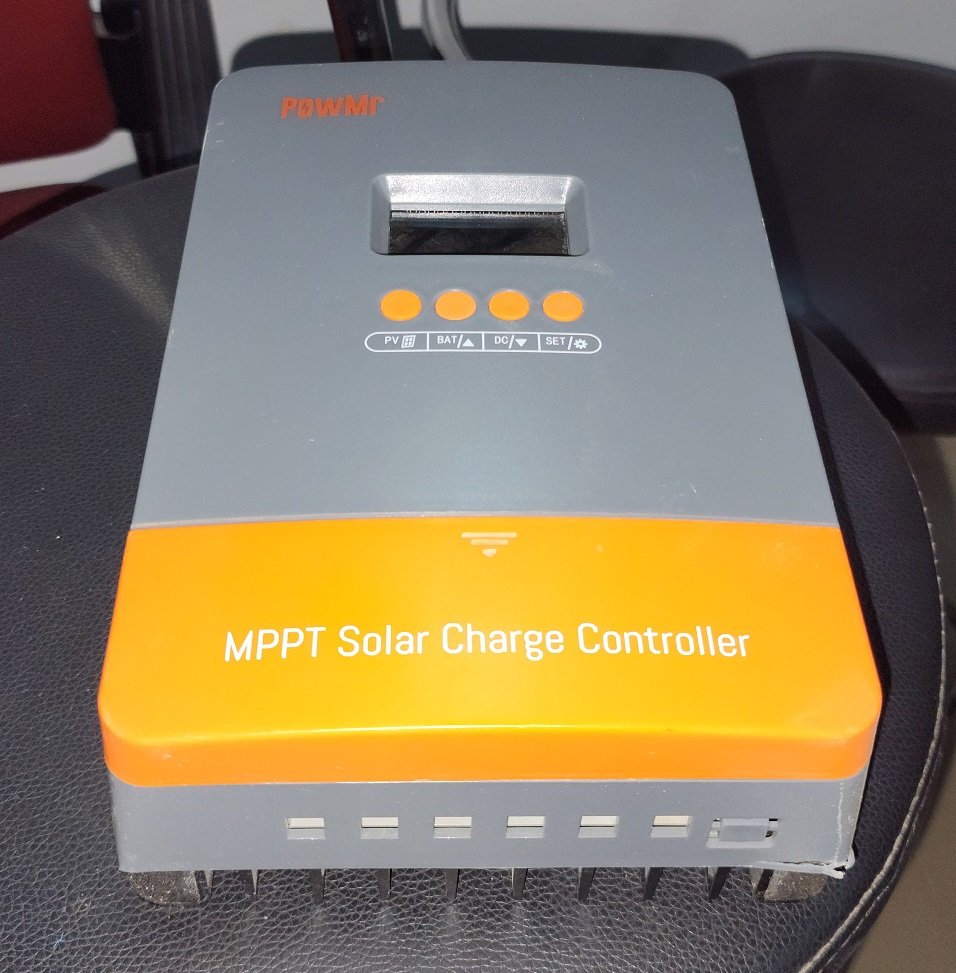 PowMr
PV BAT/▲ DC/▼ SET/
MPPT Solar Charge Controller